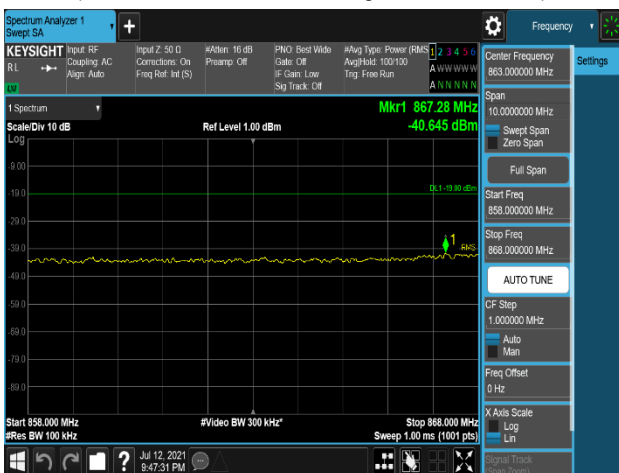 Spectrum Analyzer 1
Swept SA
Frequency
KEYSIGHT
RL
Input: RF
Coupling: AC
Align: Auto
Input Z: 50 Ω
Corrections: On
Freq Ref: Int (S)
#Atten: 16 dB
Preamp: Off
PNO: Best Wide
Gate: Off
IF Gain: Low
Sig Track: Off
#Avg Type: Power (RMS
Avg|Hold: 100/100
Trig: Free Run
1 2 3 4 5 6
A W W W W W
A N N N N N
1 Spectrum
Scale/Div 10 dB
Ref Level 1.00 dBm
Mkr1 867.28 MHz
-40.645 dBm
Log
-9.00
-19.0
DL1 -19.00 dBm
-29.0
-39.0
1
RMS
-49.0
-59.0
-69.0
-79.0
-89.0
Start 858.000 MHz
#Video BW 300 kHz*
Stop 868.000 MHz
#Res BW 100 kHz
Sweep 1.00 ms (1001 pts)
Jul 12, 2021
9:47:31 PM
Center Frequency
863.000000 MHz
Settings
Span
10.0000000 MHz
Swept Span
Zero Span
Full Span
Start Freq
858.000000 MHz
Stop Freq
868.000000 MHz
AUTO TUNE
CF Step
1.000000 MHz
Auto
Man
Freq Offset
0 Hz
X Axis Scale
Log
Lin
Signal Track
(Span Zoom)